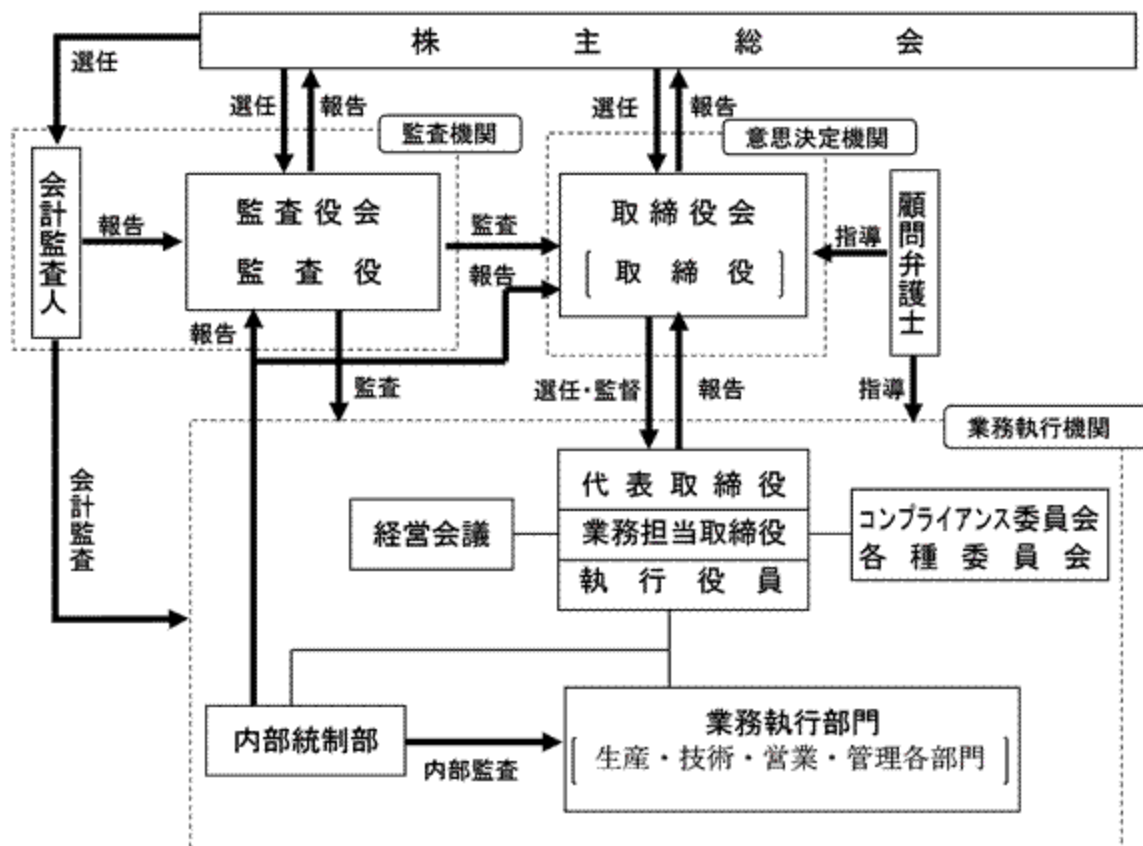 株主総会
選任
選任
報告
選任
報告
監査機関
意思決定機関
会計監査人
報告
監査役会
監査役
監査
報告
取締役会
〔取締役〕
指導
顧問弁護士
報告
監査
選任・監督
報告
指導
業務執行機関
会計監査
経営会議
代表取締役
業務担当取締役
執行役員
コンプライアンス委員会
各種委員会
内部統制部
内部監査
業務執行部門
〔生産・技術・営業・管理各部門〕